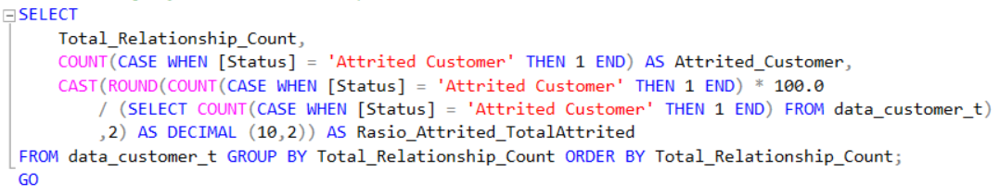 SELECT
Total_Relationship_Count,
COUNT(CASE WHEN [Status] = 'Attrited Customer' THEN 1 END) AS Attrited_Customer,
CAST(ROUND(COUNT(CASE WHEN [Status] = 'Attrited Customer' THEN 1 END) * 100.0
/ (SELECT COUNT(CASE WHEN [Status] = 'Attrited Customer' THEN 1 END) FROM data_customer_t)
,2) AS DECIMAL (10,2)) AS Rasio_Attrited_TotalAttrited
FROM data_customer_t GROUP BY Total_Relationship_Count ORDER BY Total_Relationship_Count;
GO